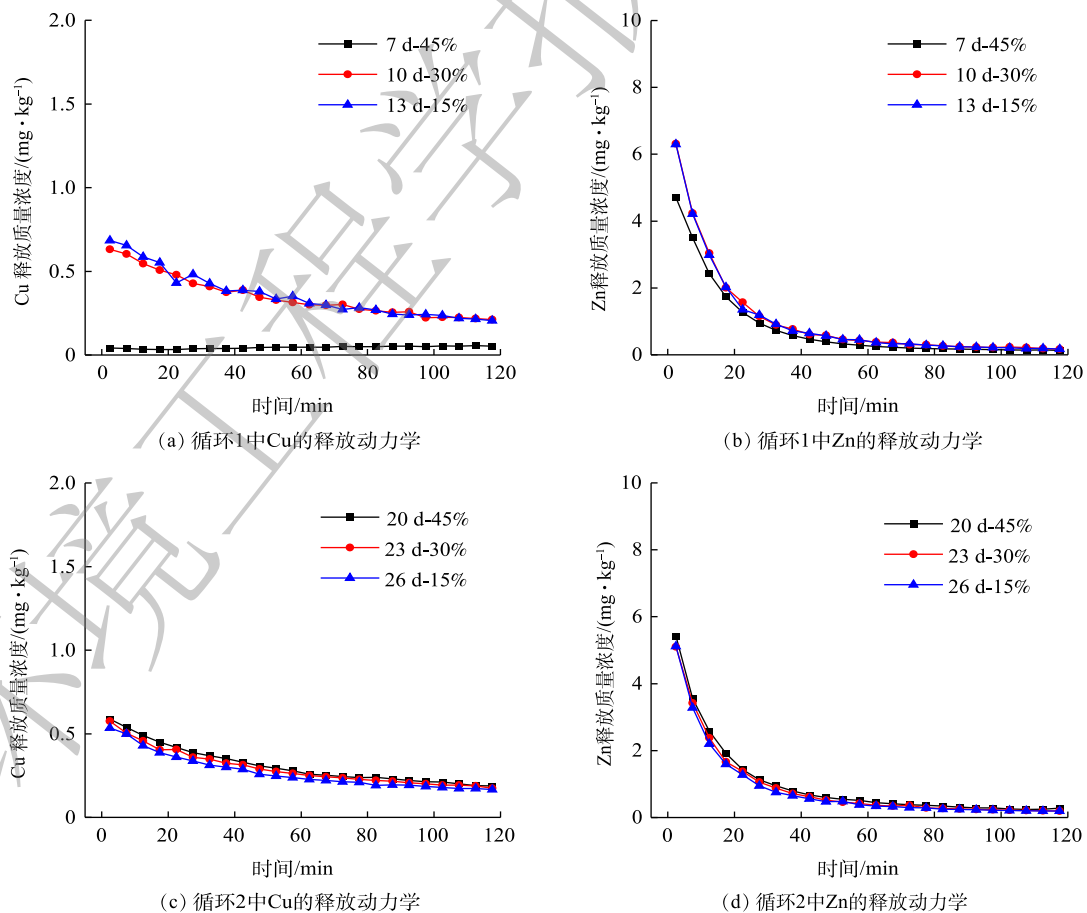 2.0
1.5
1.0
0.5
0
Cu 释放质量浓度/(mg·kg⁻¹)
7 d-45%
10 d-30%
13 d-15%
0 20 40 60 80 100 120
时间/min
(a) 循环1中Cu的释放动力学
10
8
6
4
2
0
Zn释放质量浓度/(mg·kg⁻¹)
7 d-45%
10 d-30%
13 d-15%
0 20 40 60 80 100 120
时间/min
(b) 循环1中Zn的释放动力学
2.0
1.5
1.0
0.5
0
Cu 释放质量浓度/(mg·kg⁻¹)
20 d-45%
23 d-30%
26 d-15%
0 20 40 60 80 100 120
时间/min
(c) 循环2中Cu的释放动力学
10
8
6
4
2
0
Zn释放质量浓度/(mg·kg⁻¹)
20 d-45%
23 d-30%
26 d-15%
0 20 40 60 80 100 120
时间/min
(d) 循环2中Zn的释放动力学
环境工程学报